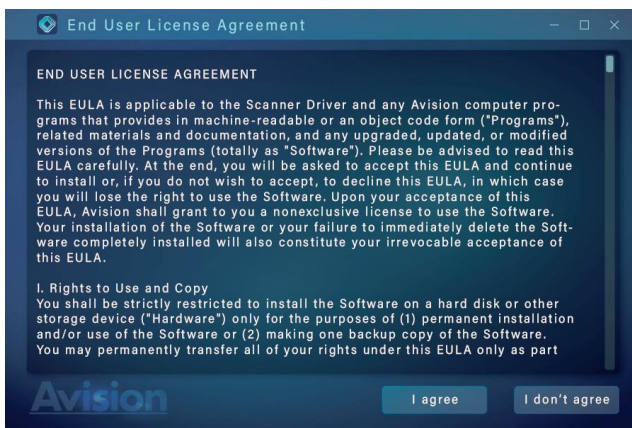 End User License Agreement
END USER LICENSE AGREEMENT
This EULA is applicable to the Scanner Driver and any Avision computer pro-
grams that provides in machine-readable or an object code form ("Programs"),
related materials and documentation, and any upgraded, updated, or modified
versions of the Programs (totally as "Software"). Please be advised to read this
EULA carefully. At the end, you will be asked to accept this EULA and continue
to install or, if you do not wish to accept, to decline this EULA, in which case
you will lose the right to use the Software. Upon your acceptance of this
EULA, Avision shall grant to you a nonexclusive license to use the Software.
Your installation of the Software or your failure to immediately delete the Soft-
ware completely installed will also constitute your irrevocable acceptance of
this EULA.
I. Rights to Use and Copy
You shall be strictly restricted to install the Software on a hard disk or other
storage device ("Hardware") only for the purposes of (1) permanent installation
and/or use of the Software or (2) making one backup copy of the Software.
You may permanently transfer all of your rights under this EULA only as part
Avision
I agree
I don't agree